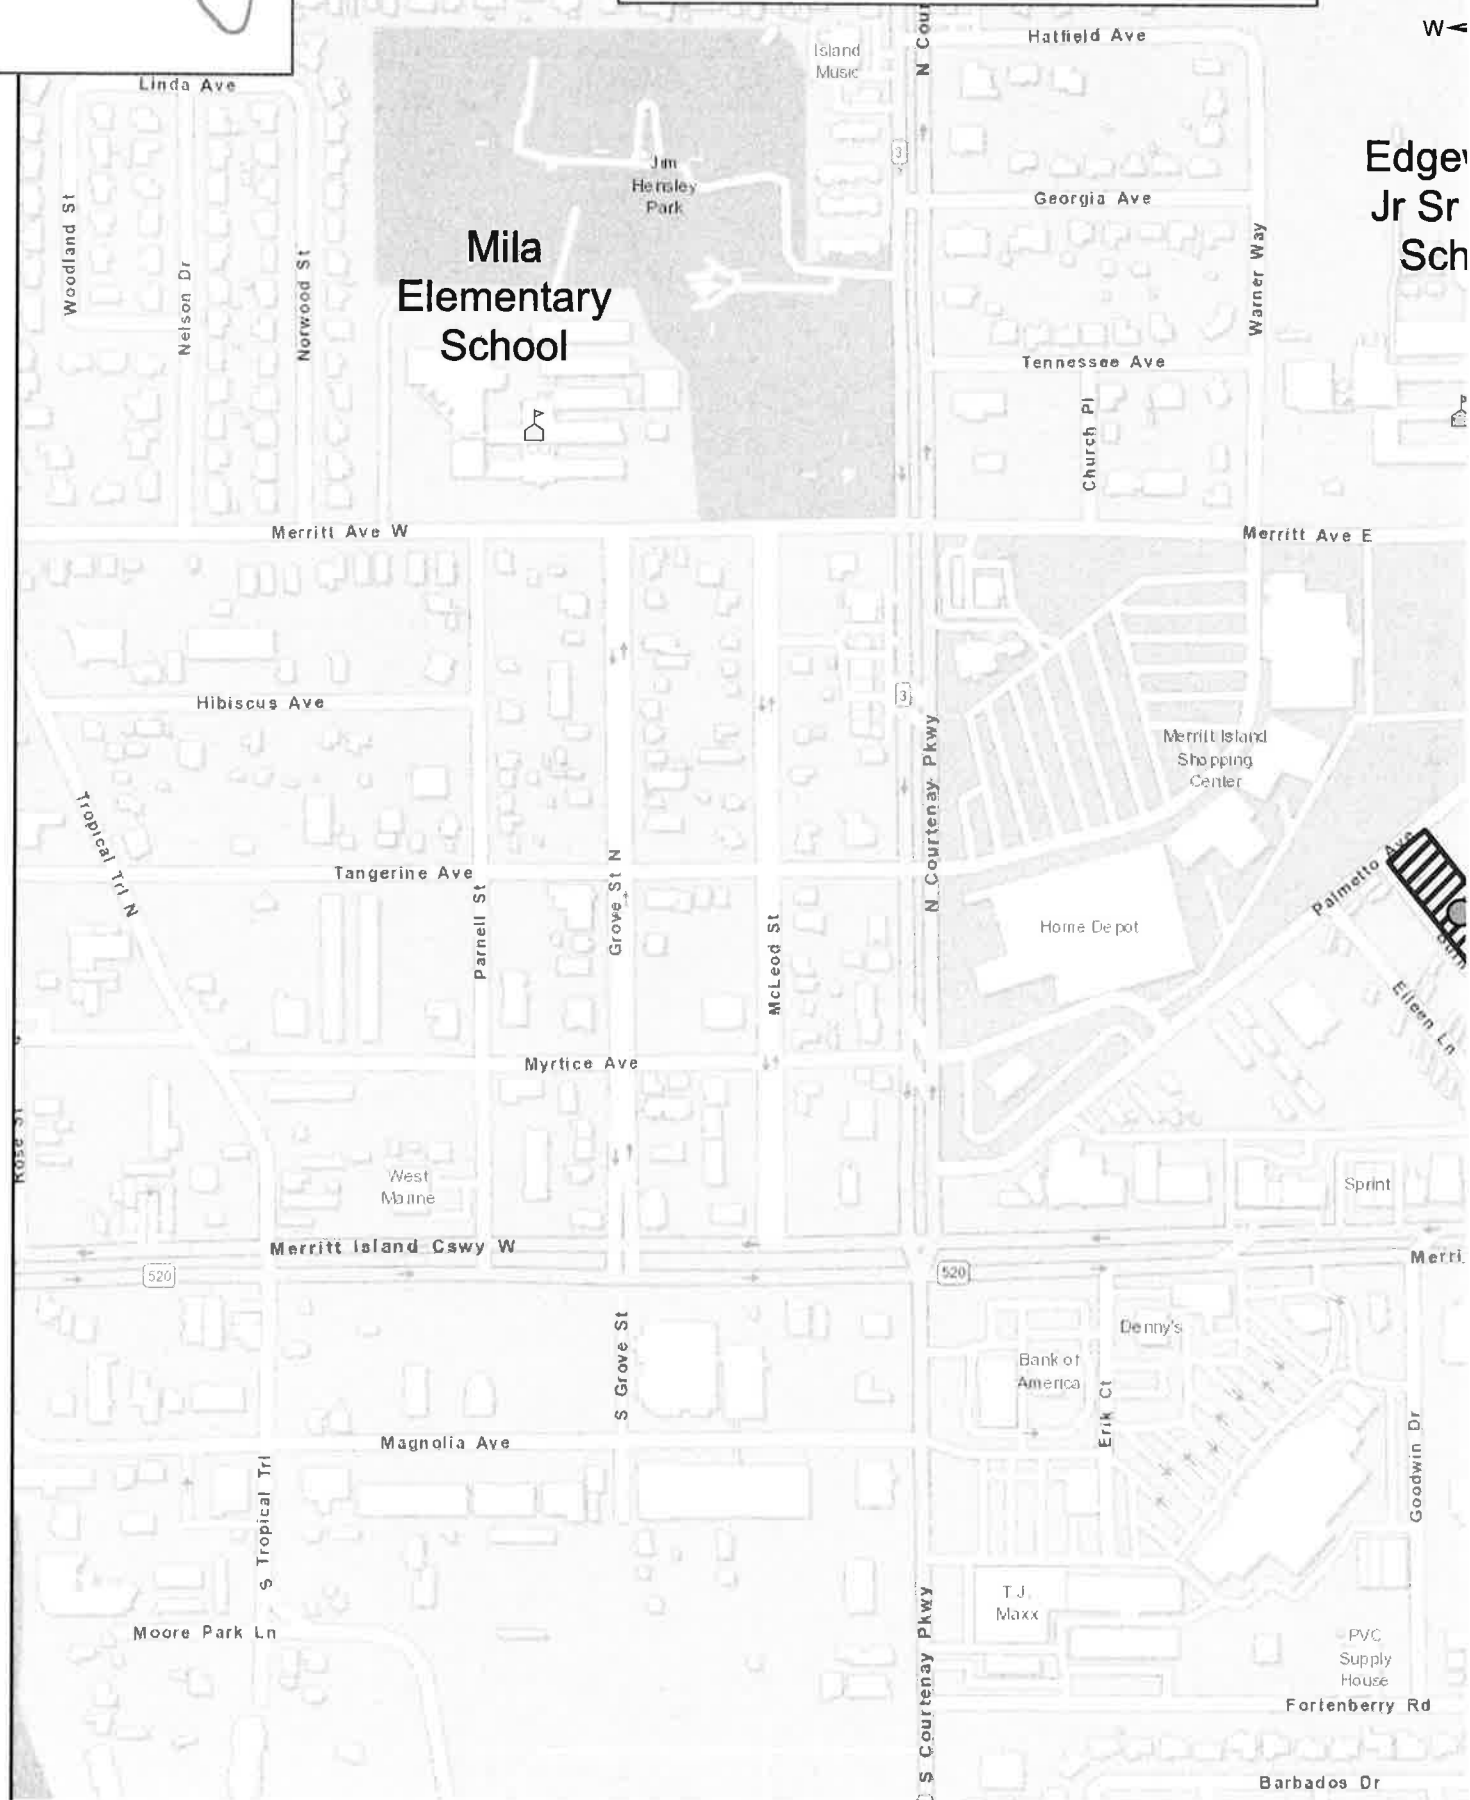 N Cour
Hatfield Ave
W
Island
Music
Linda Ave
3
Jim
Hensley
Park
Edgew
Jr Sr
Sch
Georgia Ave
Woodland St
Nelson Dr
Norwood St
Mila
Elementary
School
Warner Way
Tennessee Ave
Church Pl
Merritt Ave W
Merritt Ave E
Hibiscus Ave
3
Merritt Island
Shopping
Center
N Courtenay Pkwy
Tropical Trl N
Tangerine Ave
Parnell St
Grove St N
McLeod St
Palmetto Ave
Home Depot
Eileen Ln
Myrtice Ave
Rose St
West
Marine
Sprint
Merritt Island Cswy W
Merri
520
520
S Grove St
Denny's
Bank of
America
Erik Ct
Goodwin Dr
Magnolia Ave
S Tropical Trl
T.J.
Maxx
Moore Park Ln
S Courtenay Pkwy
PVC
Supply
House
Fortenberry Rd
Barbados Dr